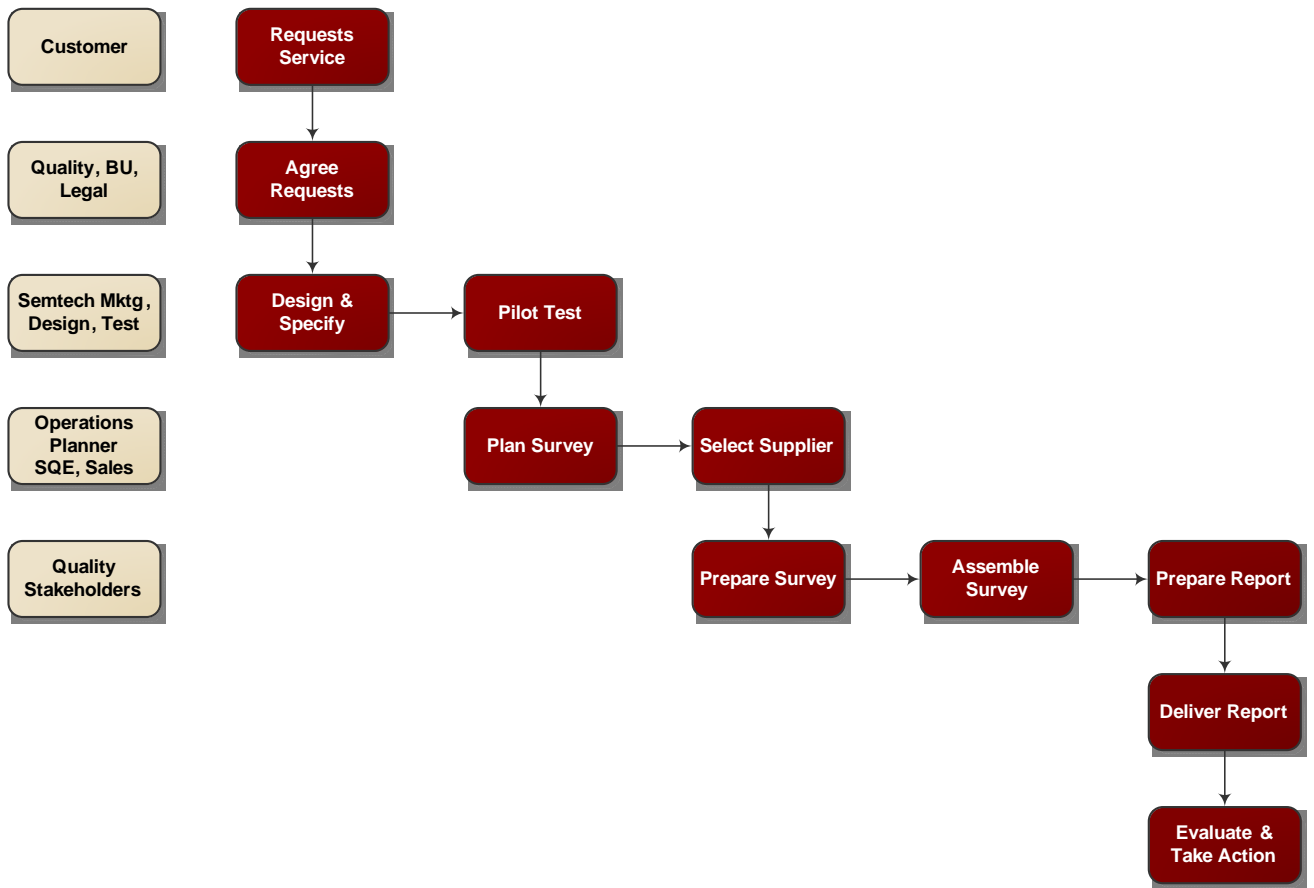 Customer
Requests
Service
Quality, BU,
Legal
Agree
Requests
Semtech Mktg,
Design, Test
Design &
Specify
Pilot Test
Operations
Planner
SQE, Sales
Plan Survey
Select Supplier
Quality
Stakeholders
Prepare Survey
Assemble
Survey
Prepare Report
Deliver Report
Evaluate &
Take Action